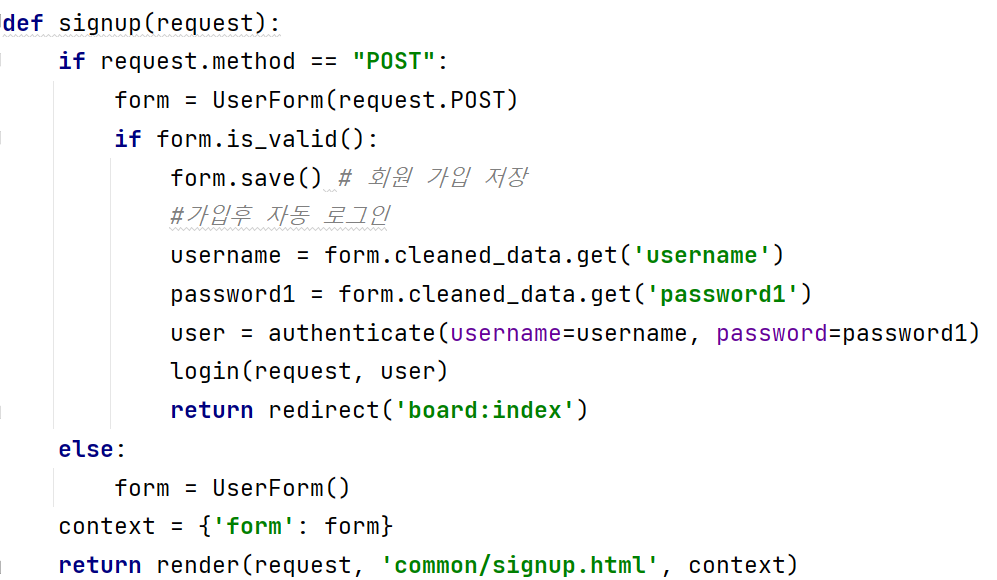 def signup(request):
    if request.method == "POST":
        form = UserForm(request.POST)
        if form.is_valid():
            form.save() # 회원 가입 저장
            #가입후 자동 로그인
            username = form.cleaned_data.get('username')
            password1 = form.cleaned_data.get('password1')
            user = authenticate(username=username, password=password1)
            login(request, user)
            return redirect('board:index')
    else:
        form = UserForm()
    context = {'form': form}
    return render(request, 'common/signup.html', context)